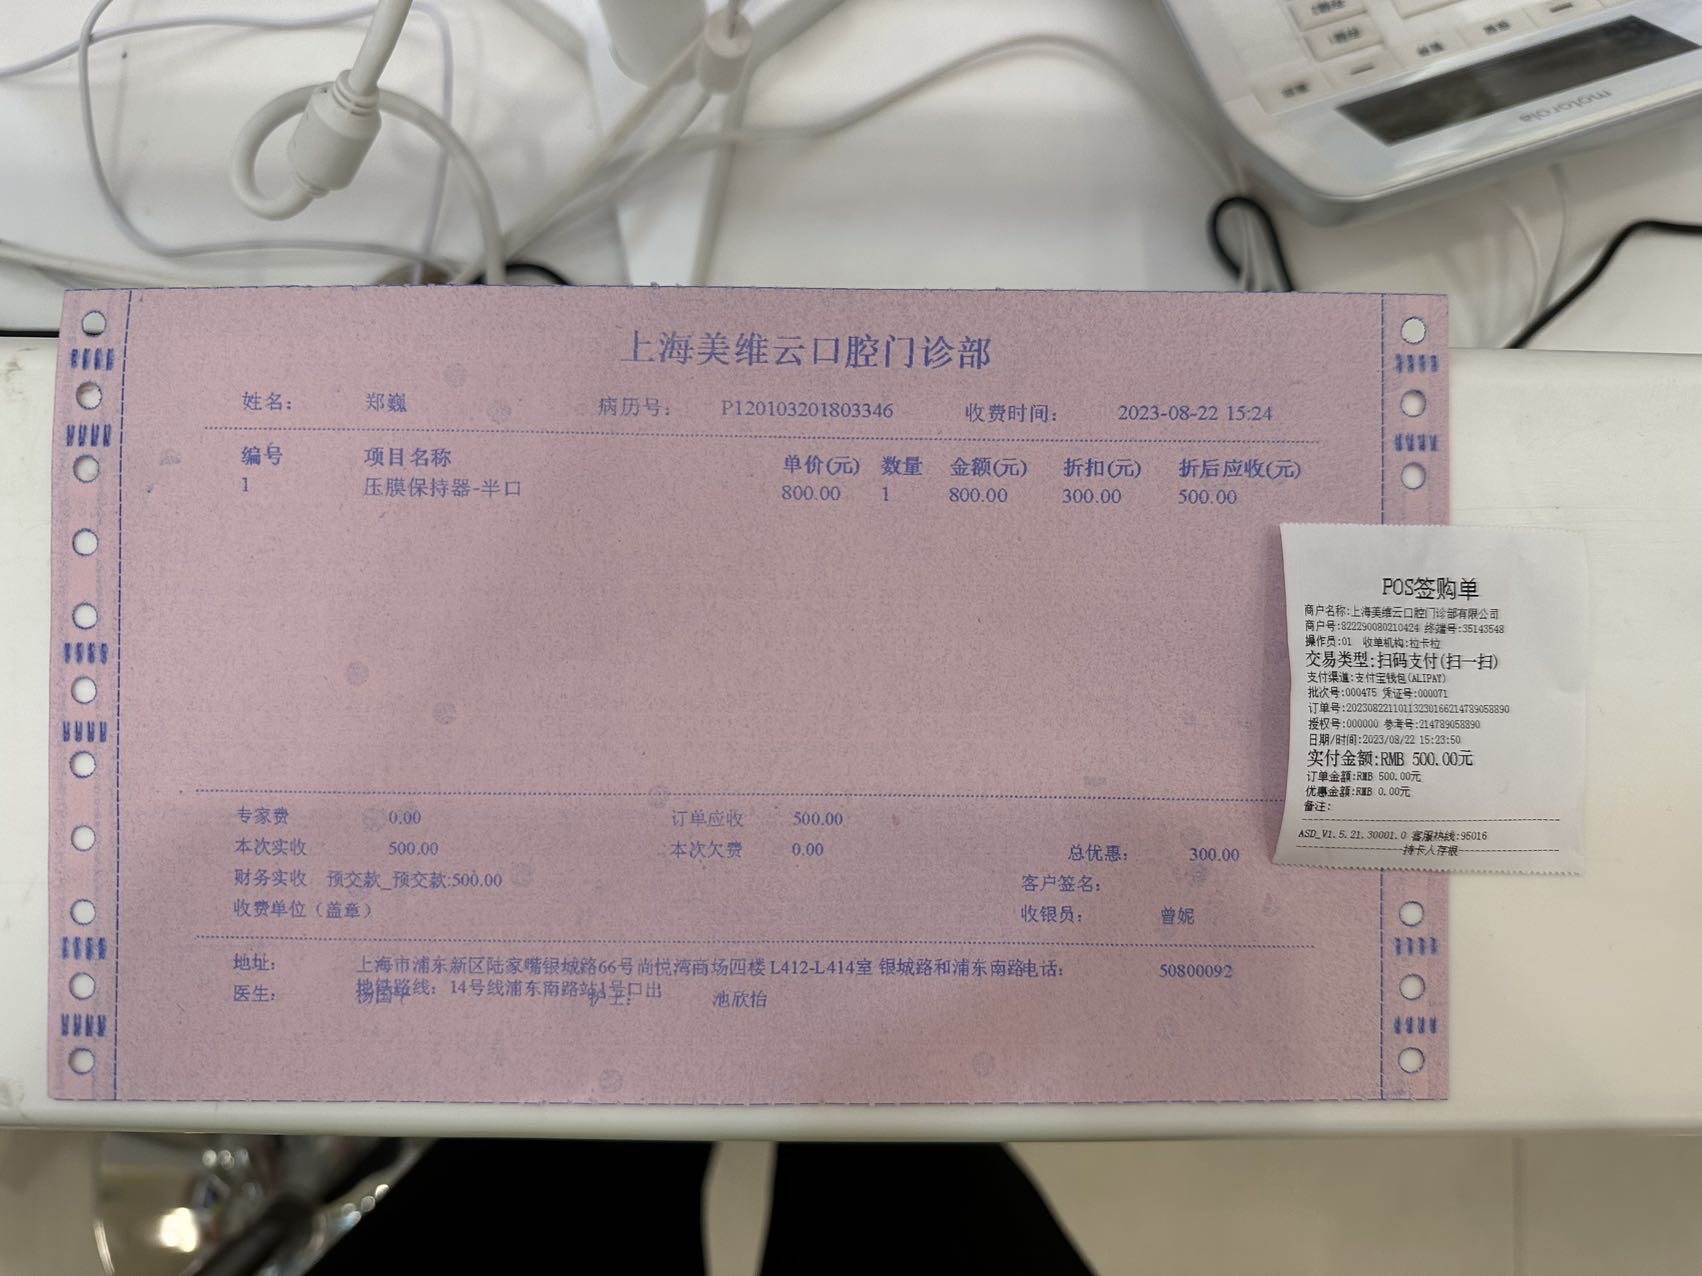 motorola
上海美维云口腔门诊部
姓名： 郑巍 病历号： P120103201803346 收费时间： 2023-08-22 15:24
编号 项目名称 单价(元) 数量 金额(元) 折扣(元) 折后应收(元)
1 压膜保持器-半口 800.00 1 800.00 300.00 500.00
专家费 0.00 订单应收 500.00
本次实收 500.00 本次欠费 0.00 总优惠： 300.00
财务实收 预交款_预交款:500.00 客户签名：
收费单位（盖章） 收银员： 曾妮
地址： 上海市浦东新区陆家嘴银城路66号尚悦湾商场四楼L412-L414室 银城路和浦东南路电话： 50800092
地铁路线：14号线浦东南路站1号口出
医生： 护士： 池欣怡
POS签购单
商户名称:上海美维云口腔门诊部有限公司
商户号:822290080210424 终端号:35143548
操作员:01 收单机构:拉卡拉
交易类型:扫码支付(扫一扫)
支付渠道:支付宝钱包(ALIPAY)
批次号:000475 凭证号:000071
订单号:20230822110113230166214789058890
授权号:000000 参考号:214789058890
日期/时间:2023/08/22 15:23:50
实付金额:RMB 500.00元
订单金额:RMB 500.00元
优惠金额:RMB 0.00元
备注:
ASD_V1.5.21.30001.0 客服热线:95016
持卡人存根